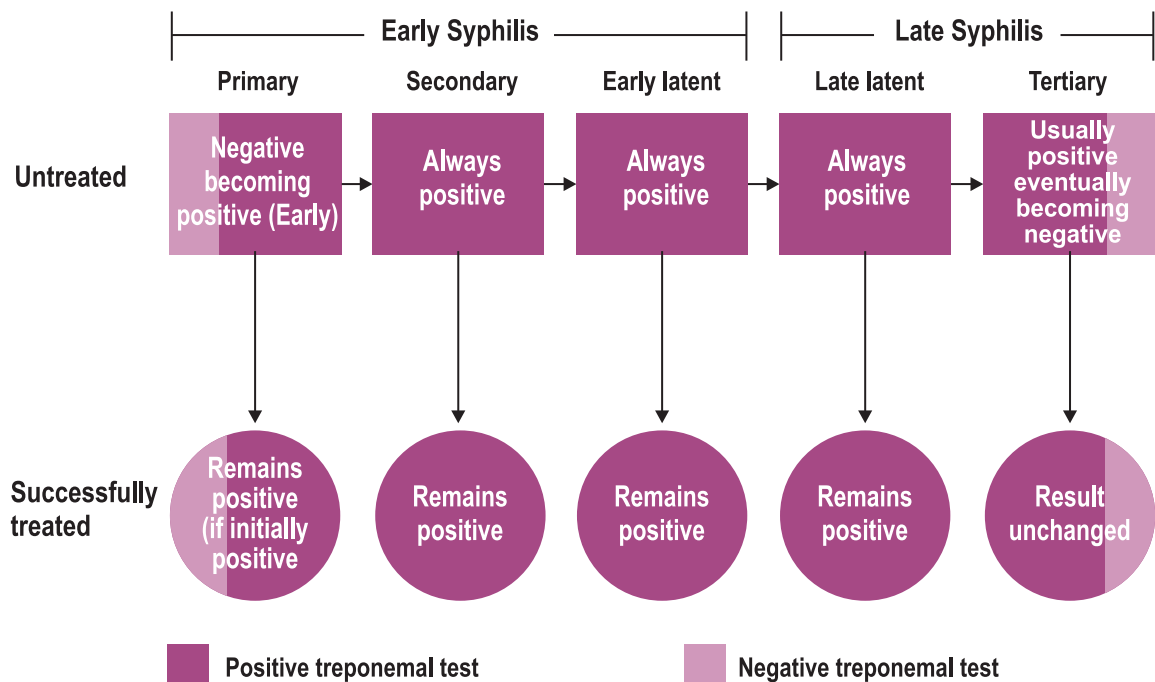 Early Syphilis
Late Syphilis
Primary
Secondary
Early latent
Late latent
Tertiary
Untreated
Negative
becoming
positive (Early)
Always
positive
Always
positive
Always
positive
Usually
positive
eventually
becoming
negative
Successfully
treated
Remains
positive
(if initially
positive
Remains
positive
Remains
positive
Remains
positive
Result
unchanged
Positive treponemal test
Negative treponemal test